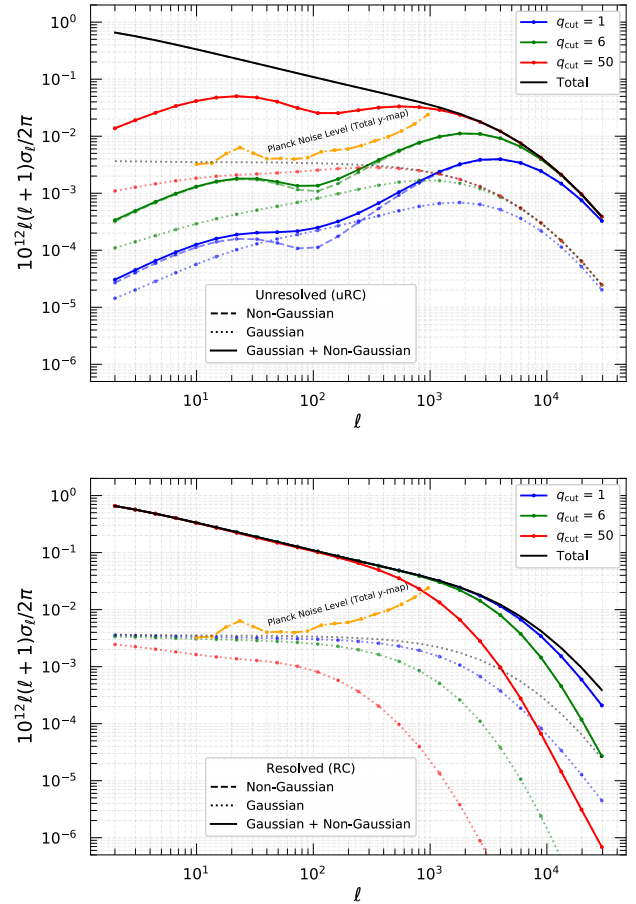 10^0
10^-1
10^-2
10^-3
10^-4
10^-5
10^-6
10^12 ℓ(ℓ + 1)σ_ℓ/2π
q_cut = 1
q_cut = 6
q_cut = 50
Total
Planck Noise Level (Total y-map)
Unresolved (uRC)
Non-Gaussian
Gaussian
Gaussian + Non-Gaussian
10^1
10^2
10^3
10^4
ℓ
10^0
10^-1
10^-2
10^-3
10^-4
10^-5
10^-6
10^12 ℓ(ℓ + 1)σ_ℓ/2π
q_cut = 1
q_cut = 6
q_cut = 50
Total
Planck Noise Level (Total y-map)
Resolved (RC)
Non-Gaussian
Gaussian
Gaussian + Non-Gaussian
10^1
10^2
10^3
10^4
ℓ